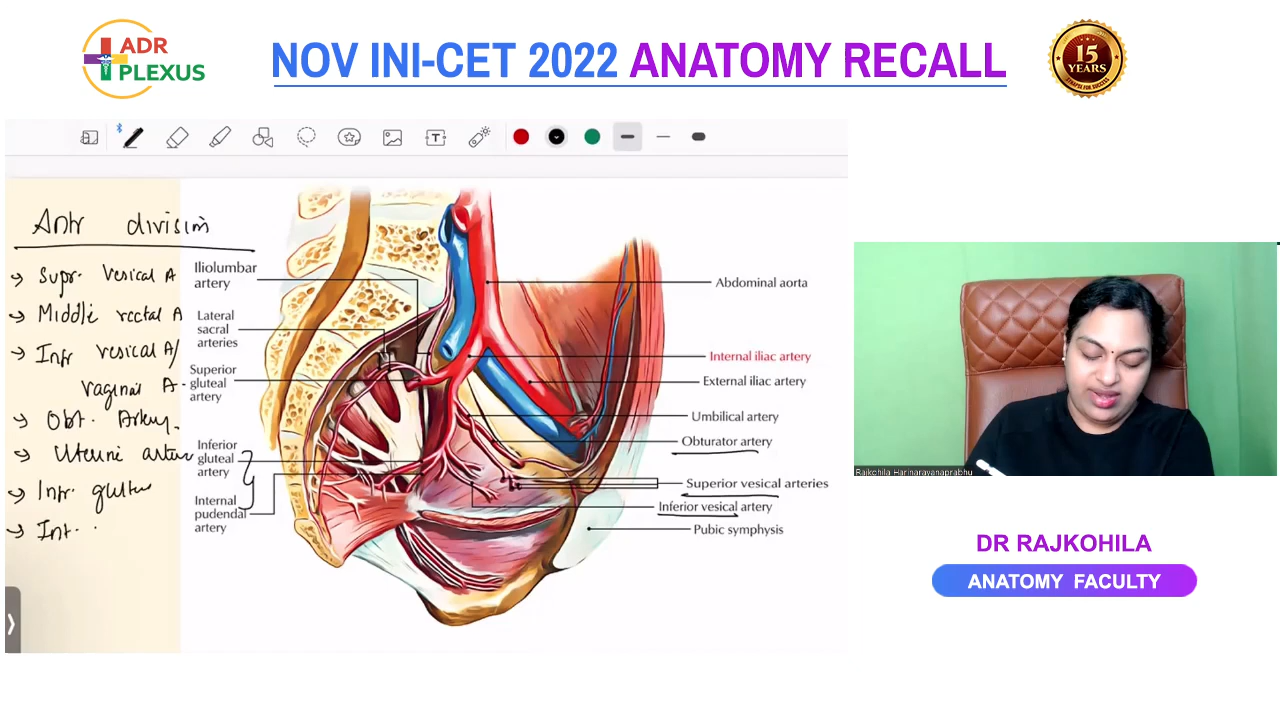 ADR
PLEXUS
NOV INI-CET 2022 ANATOMY RECALL
15
YEARS
T
Antr division
→ Supr. Vesical A
→ Middle rectal A
→ Infr vesical A/
vaginal A.
→ Obt. Artery.
→ Uterine artery
→ Infr. gluteal
→ Int.
Iliolumbar
artery
Lateral
sacral
arteries
Superior
gluteal
artery
Inferior
gluteal
artery
Internal
pudendal
artery
Abdominal aorta
Internal iliac artery
External iliac artery
Umbilical artery
Obturator artery
Superior vesical arteries
Inferior vesical artery
Pubic symphysis
Rajkohila Harinarayanaprabhu
DR RAJKOHILA
ANATOMY FACULTY